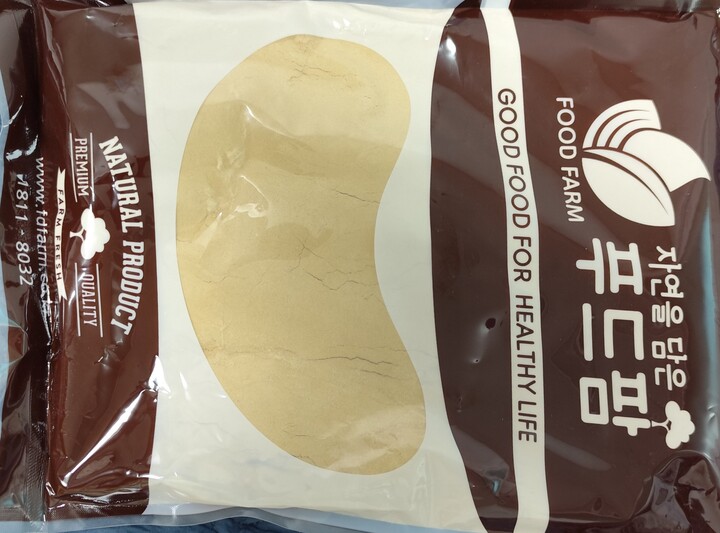 FOOD FARM
자연을 담은
푸드팜
GOOD FOOD FOR HEALTHY LIFE
NATURAL PRODUCT
PREMIUM QUALITY
FARM FRESH
1811 - 8032